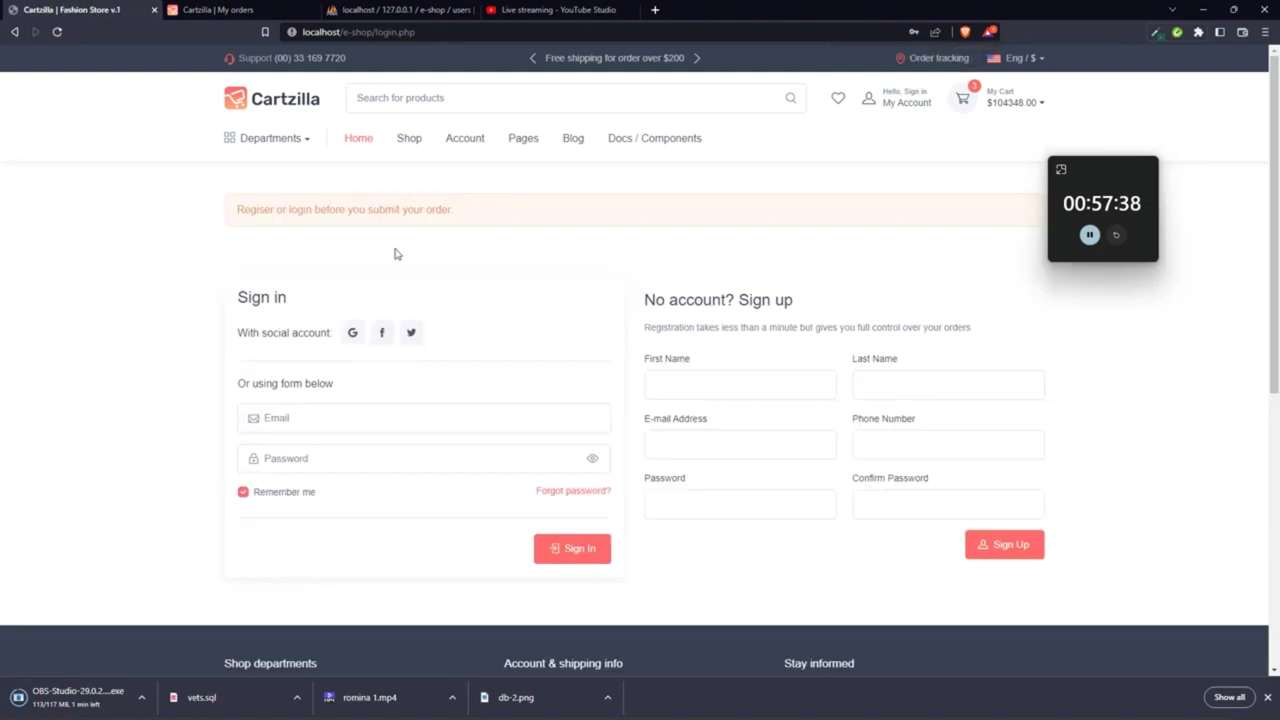 Cartzilla | Fashion Store v.1
Cartzilla | My orders
localhost / 127.0.0.1 / e-shop / users |
Live streaming - YouTube Studio
localhost/e-shop/login.php
Support (00) 33 169 7720
Free shipping for order over $200
Order tracking
Eng / $
Cartzilla
Search for products
Hello, Sign in
My Account
3
My Cart
$104348.00
Departments
Home
Shop
Account
Pages
Blog
Docs / Components
Regiser or login before you submit your order.
00:57:38
Sign in
With social account:
G
f
Or using form below
Email
Password
Remember me
Forgot password?
Sign In
No account? Sign up
Registration takes less than a minute but gives you full control over your orders.
First Name
Last Name
E-mail Address
Phone Number
Password
Confirm Password
Sign Up
Shop departments
Account & shipping info
Stay informed
OBS-Studio-29.0.2....exe
113/117 MB, 1 min left
vets.sql
romina 1.mp4
db-2.png
Show all